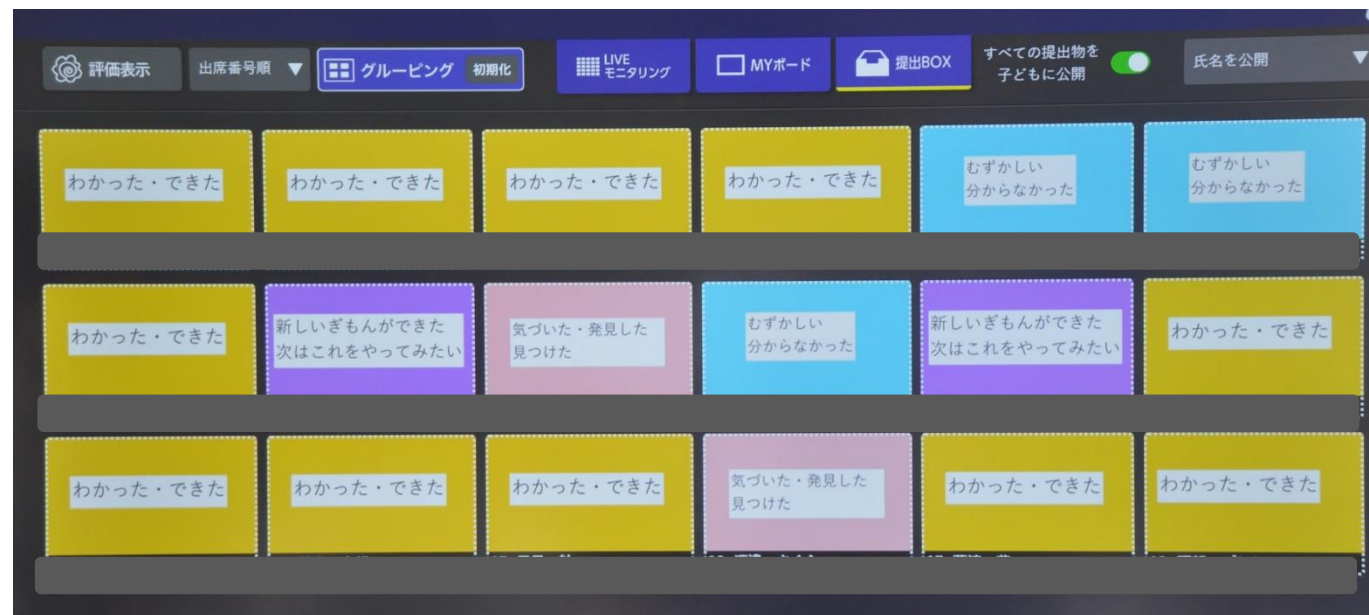 評価表示
出席番号順 ▼
グルーピング 初期化
LIVE
モニタリング
MYボード
提出BOX
すべての提出物を
子どもに公開
氏名を公開 ▼
わかった・できた
わかった・できた
わかった・できた
わかった・できた
むずかしい
分からなかった
むずかしい
分からなかった
わかった・できた
新しいぎもんができた
次はこれをやってみたい
気づいた・発見した
見つけた
むずかしい
分からなかった
新しいぎもんができた
次はこれをやってみたい
わかった・できた
わかった・できた
わかった・できた
わかった・できた
気づいた・発見した
見つけた
わかった・できた
わかった・できた